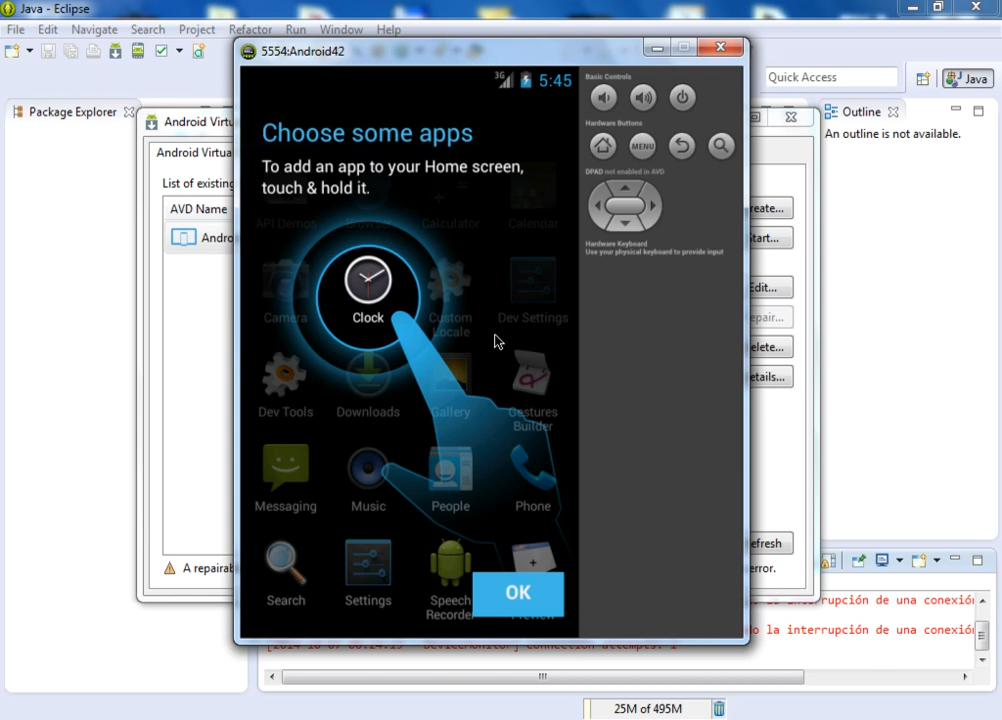 Java - Eclipse
File Edit Navigate Search Project Refactor Run Window Help
Quick Access
Java
Package Explorer
Outline
An outline is not available.
Android Virtu
Android Virtua
List of existing
AVD Name
Andro
reate...
tart...
Edit...
epair...
elete...
etails...
efresh
A repairab
error.
5554:Android42
3G 5:45
Choose some apps
To add an app to your Home screen,
touch & hold it.
API Demos Browser Calculator Calendar
Camera Clock Custom Locale Dev Settings
Dev Tools Downloads Gallery Gestures Builder
Messaging Music People Phone
Search Settings Speech Recorder Preview
OK
Basic Controls
Hardware Buttons
MENU
DPAD not enabled in AVD
Hardware Keyboard
Use your physical keyboard to provide input
o la interrupción de una conexión
o la interrupción de una conexión
DeviceMonitor] Connection attempts: 1
25M of 495M